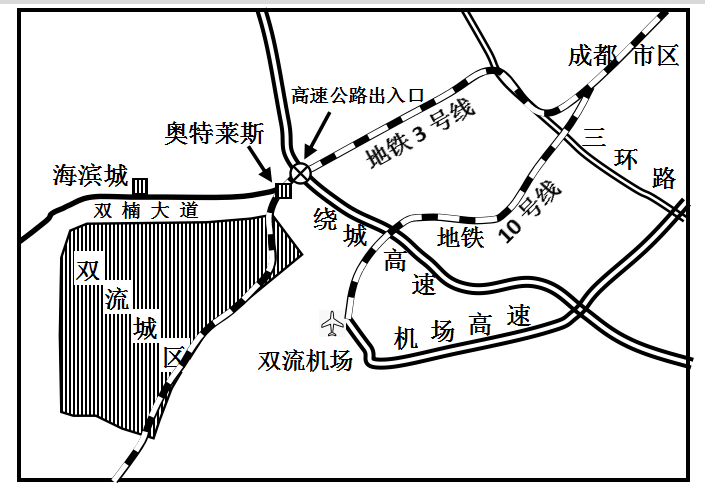 成都 市区
高速公路出入口
奥特莱斯
地铁3号线
三环路
海滨城
双楠大道
绕城高速
地铁 10号线
双流城区
机场高速
双流机场